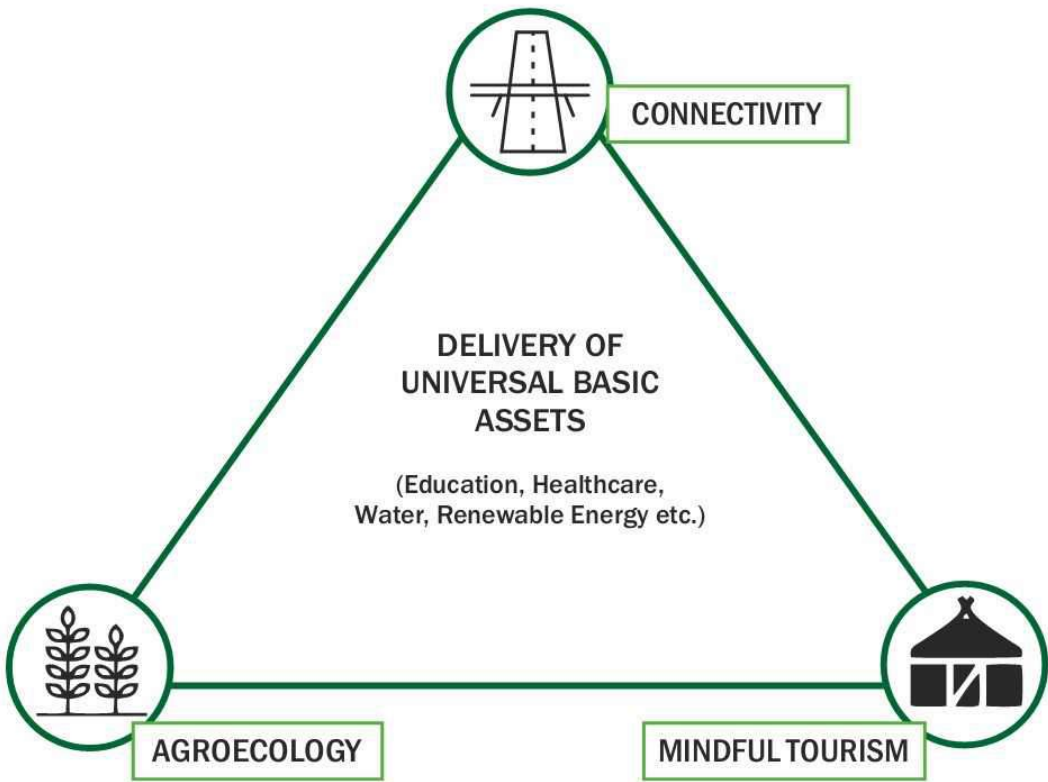 CONNECTIVITY
DELIVERY OF
UNIVERSAL BASIC
ASSETS
(Education, Healthcare,
Water, Renewable Energy etc.)
AGROECOLOGY
MINDFUL TOURISM